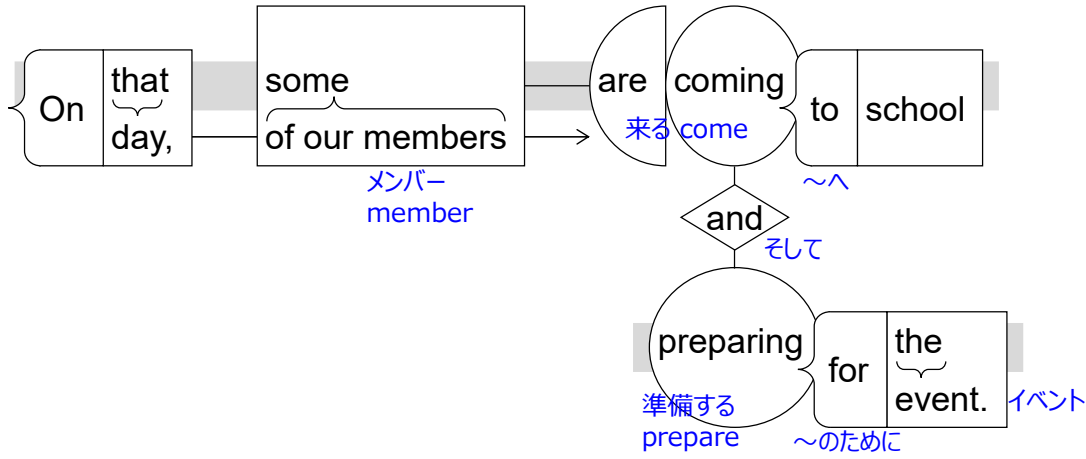 On that day, some of our members are coming to school
来る come
メンバー member
～へ
and
そして
preparing for the event.
準備する prepare
～のために
イベント